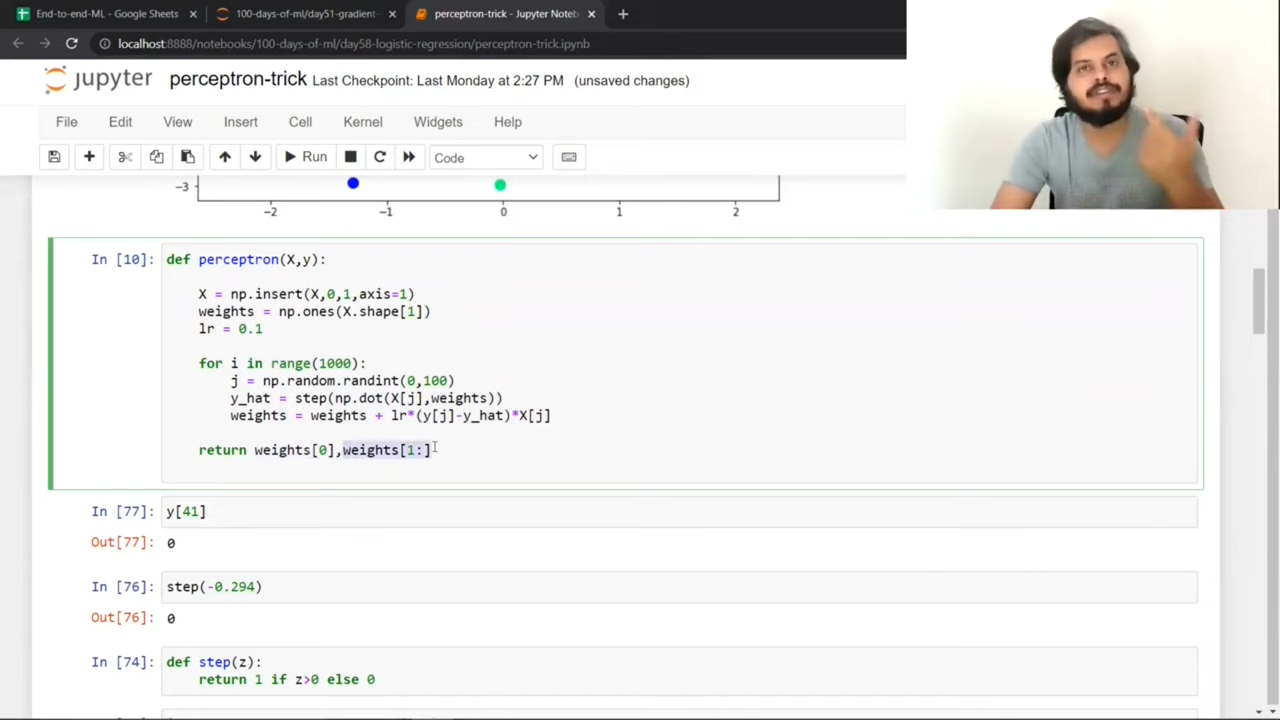 End-to-end-ML - Google Sheets
100-days-of-ml/day51-gradient-
perceptron-trick - Jupyter Noteb
localhost:8888/notebooks/100-days-of-ml/day58-logistic-regression/perceptron-trick.ipynb
jupyter perceptron-trick Last Checkpoint: Last Monday at 2:27 PM (unsaved changes)
File Edit View Insert Cell Kernel Widgets Help
Run Code
−3
−2 −1 0 1 2
In [10]: def perceptron(X,y):
X = np.insert(X,0,1,axis=1)
weights = np.ones(X.shape[1])
lr = 0.1
for i in range(1000):
j = np.random.randint(0,100)
y_hat = step(np.dot(X[j],weights))
weights = weights + lr*(y[j]-y_hat)*X[j]
return weights[0],weights[1:]
In [77]: y[41]
Out[77]: 0
In [76]: step(-0.294)
Out[76]: 0
In [74]: def step(z):
return 1 if z>0 else 0